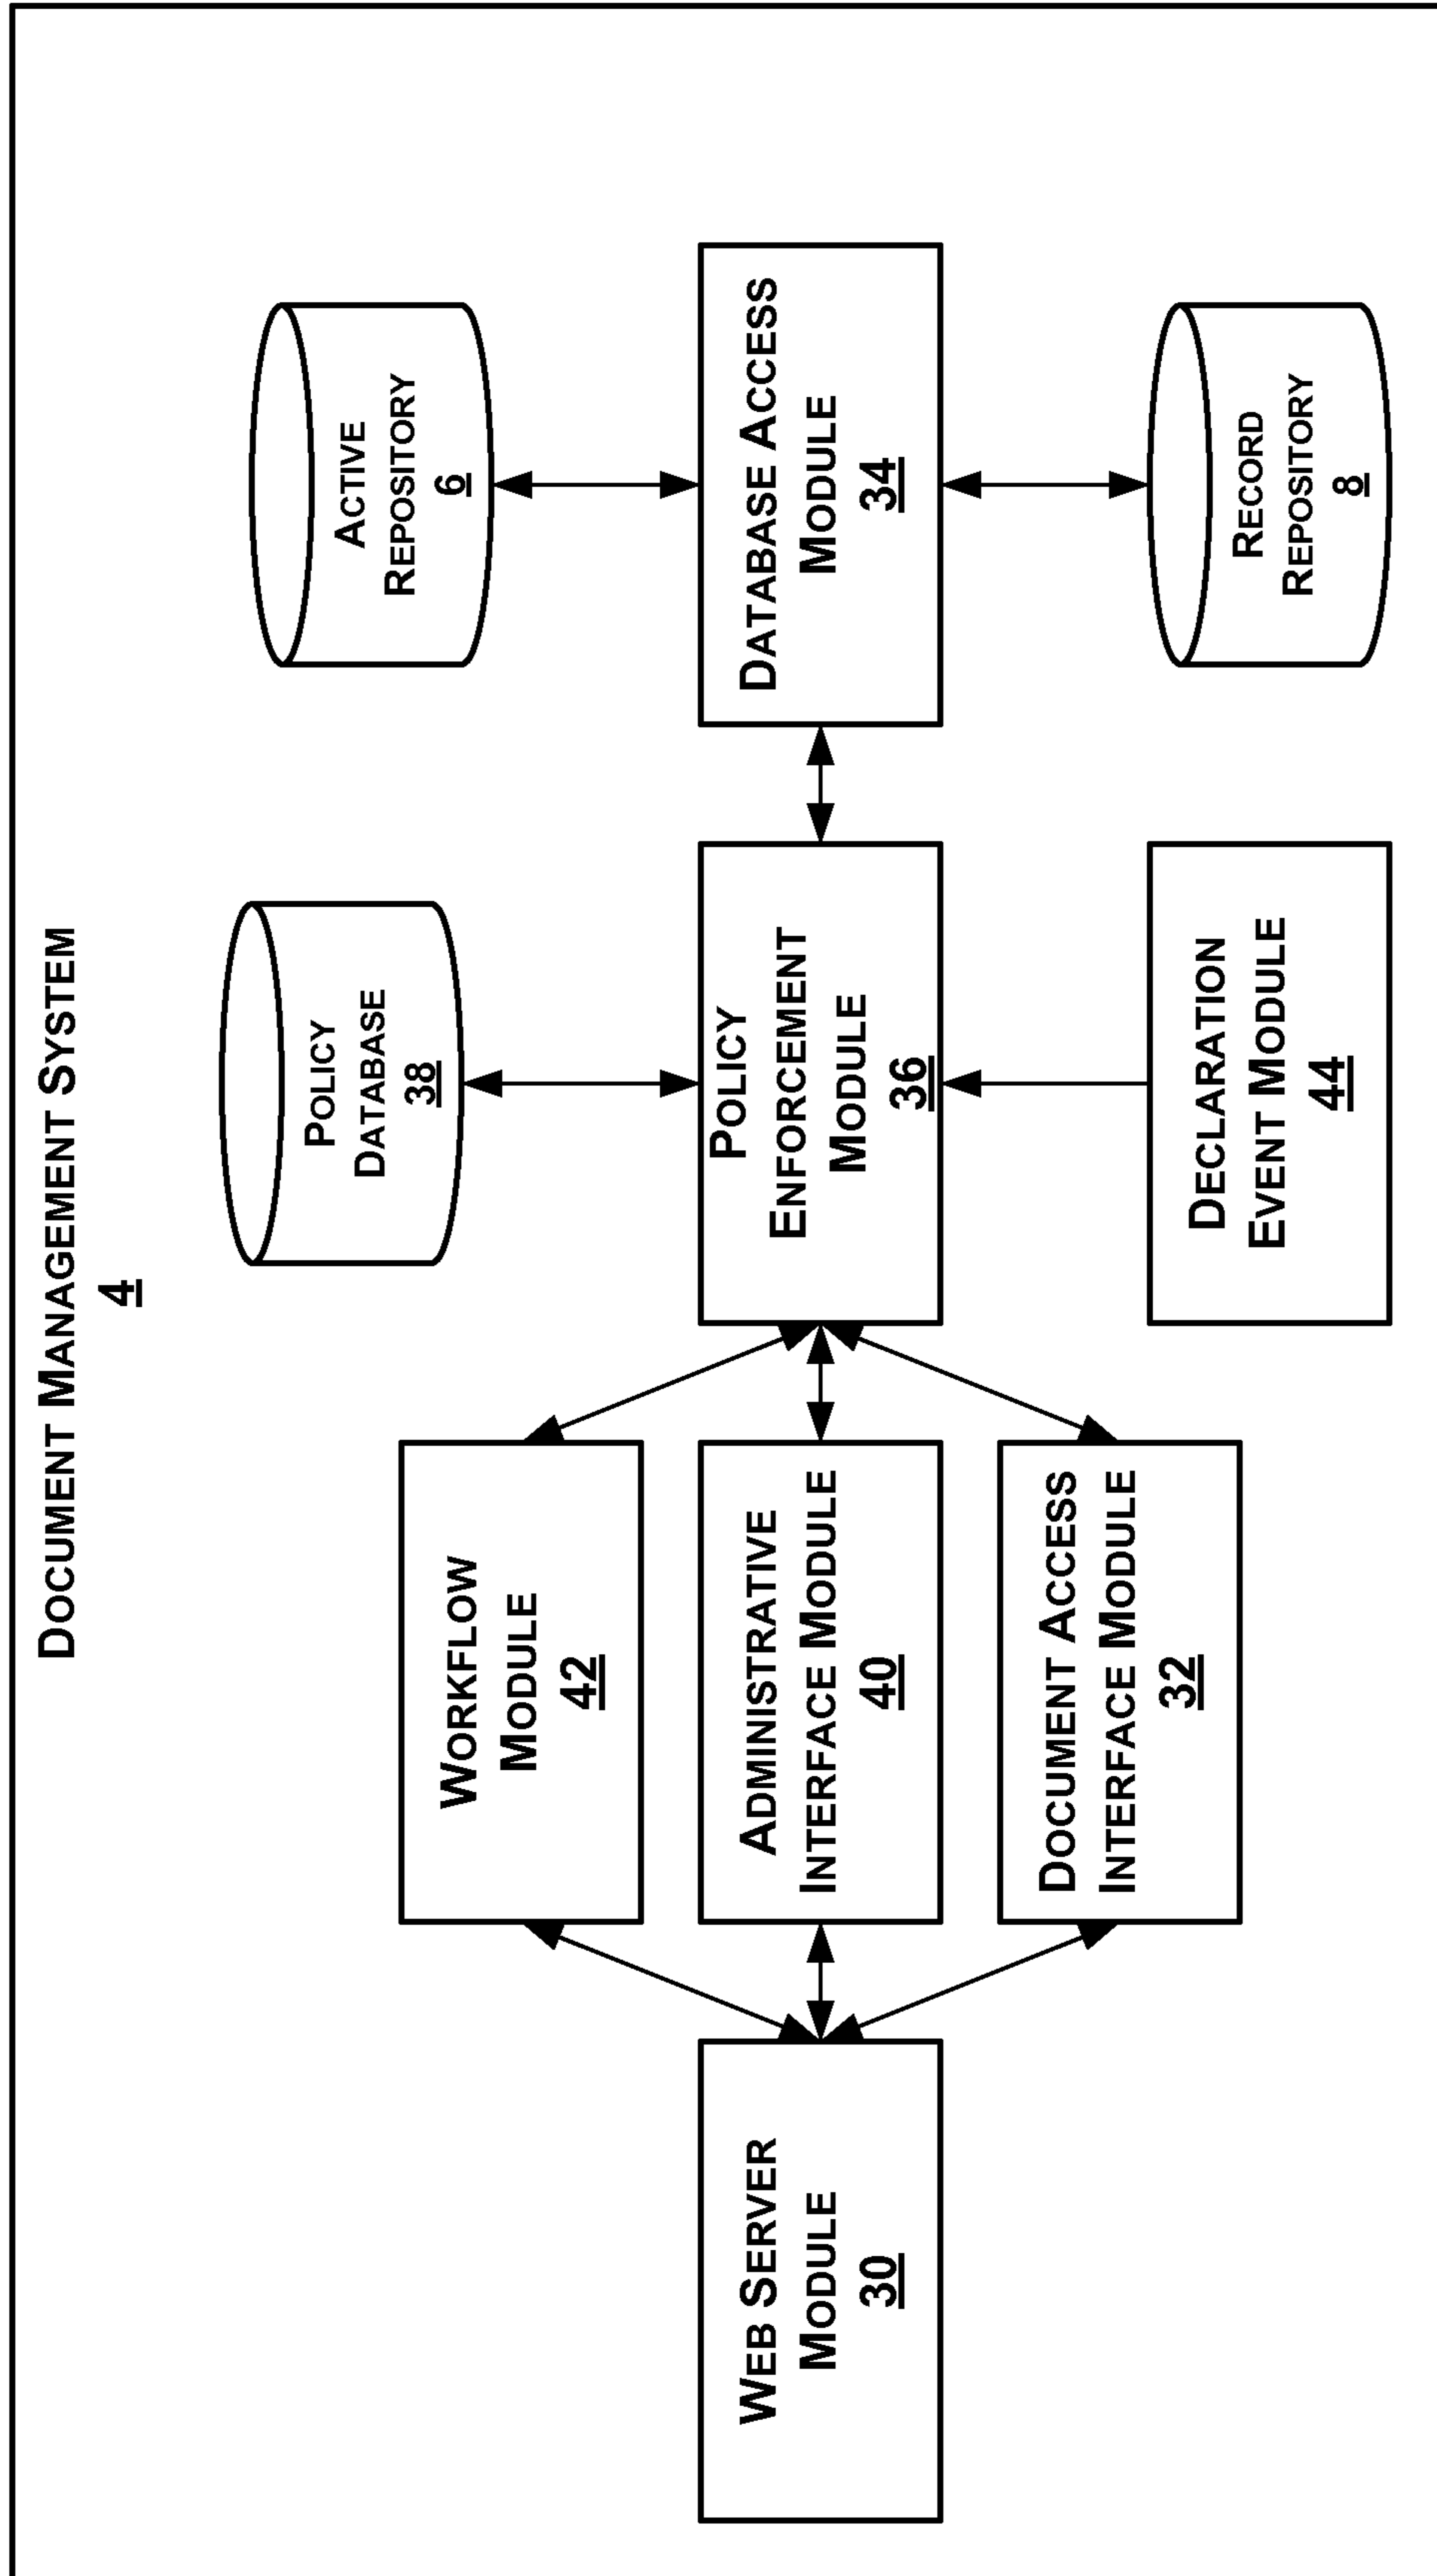 DOCUMENT MANAGEMENT SYSTEM
4
WEB SERVER
MODULE
30
WORKFLOW
MODULE
42
ADMINISTRATIVE
INTERFACE MODULE
40
DOCUMENT ACCESS
INTERFACE MODULE
32
POLICY
DATABASE
38
POLICY
ENFORCEMENT
MODULE
36
DECLARATION
EVENT MODULE
44
ACTIVE
REPOSITORY
6
DATABASE ACCESS
MODULE
34
RECORD
REPOSITORY
8